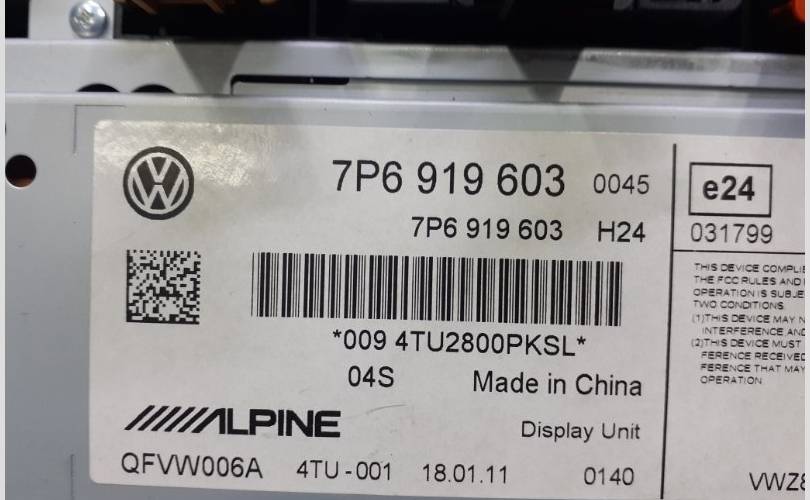 7P6 919 603 0045
7P6 919 603 H24
*009 4TU2800PKSL*
04S Made in China
ALPINE Display Unit
QFVW006A 4TU-001 18.01.11 0140
e24
031799
THIS DEVICE COMPLI
THE FCC RULES AND
OPERATION IS SUBJE
TWO CONDITIONS
(1)THIS DEVICE MAY N
INTERFERENCE, AND
(2)THIS DEVICE MUST
FERENCE RECEIVED
FERENCE THAT MAY
OPERATION
VWZ8